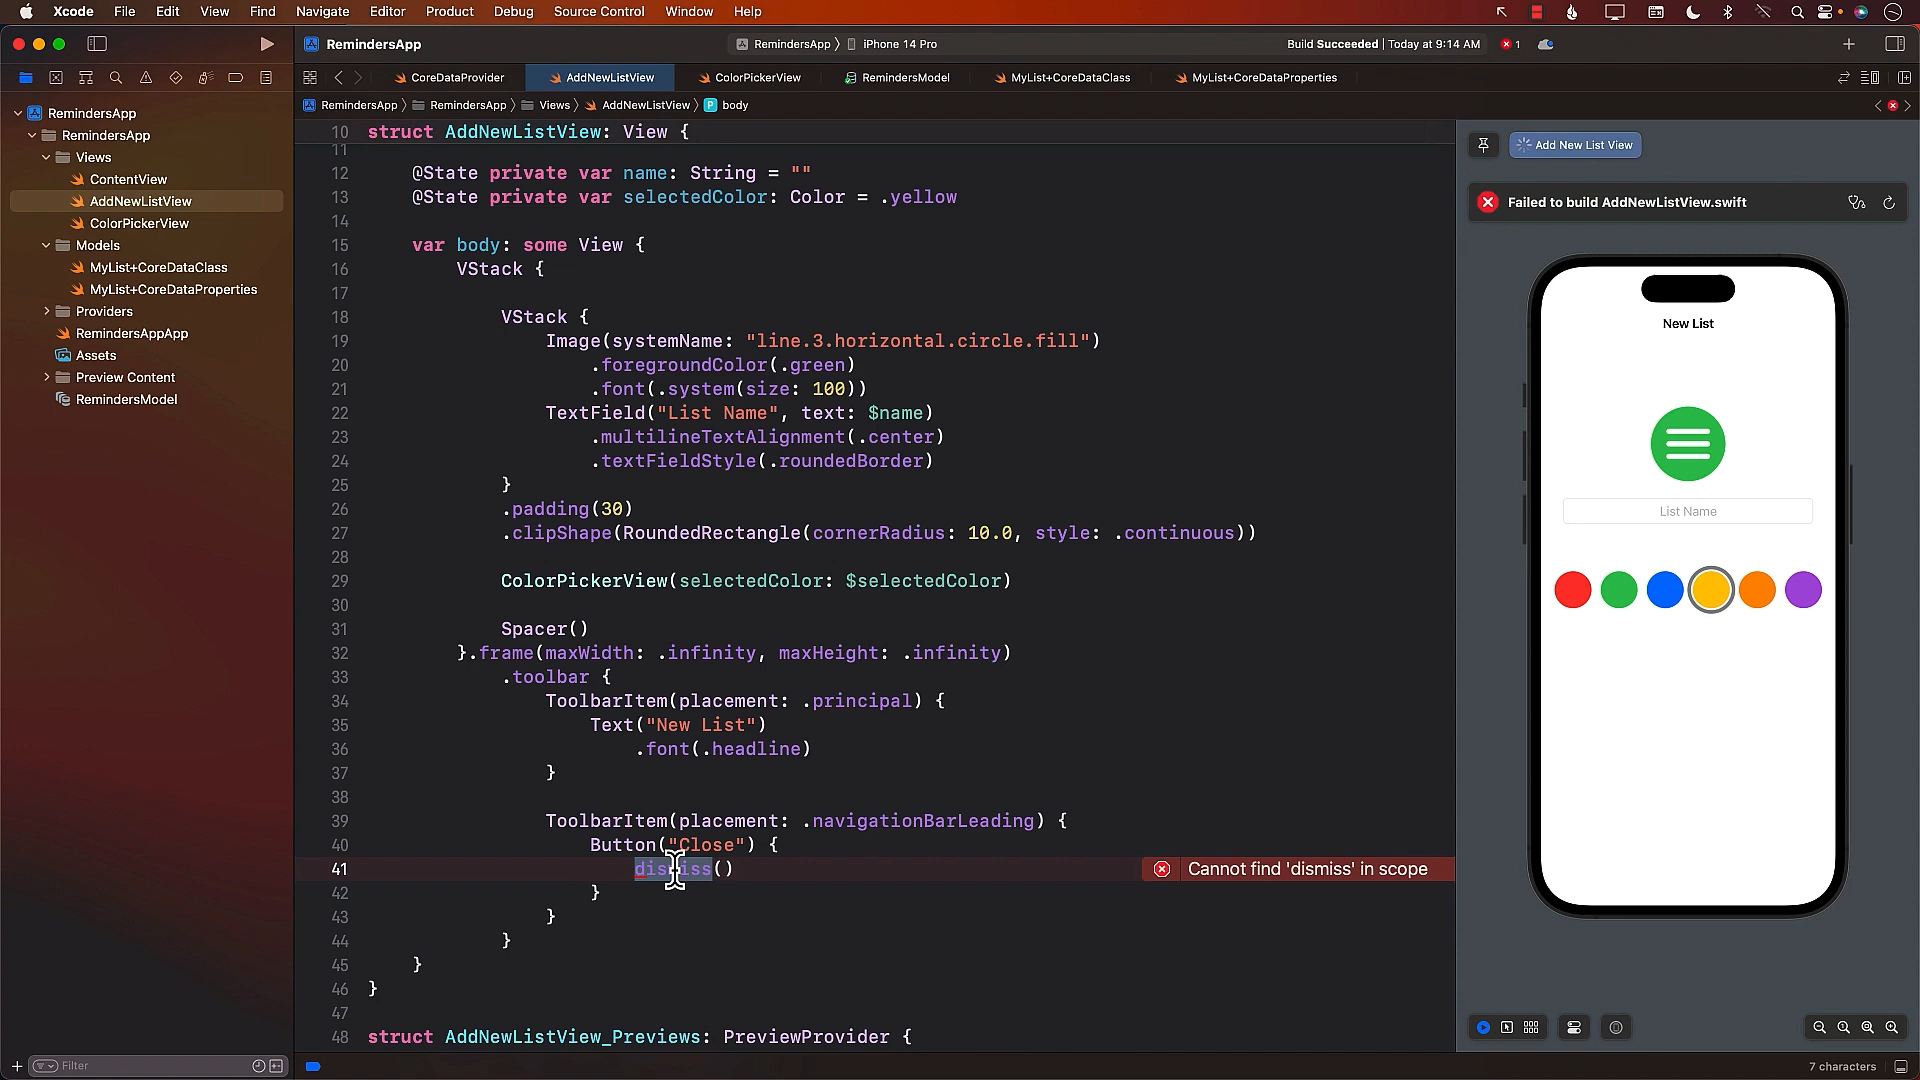 Xcode File Edit View Find Navigate Editor Product Debug Source Control Window Help
RemindersApp
RemindersApp iPhone 14 Pro
Build Succeeded | Today at 9:14 AM
1
CoreDataProvider
AddNewListView
ColorPickerView
RemindersModel
MyList+CoreDataClass
MyList+CoreDataProperties
RemindersApp RemindersApp Views AddNewListView P body
RemindersApp
RemindersApp
Views
ContentView
AddNewListView
ColorPickerView
Models
MyList+CoreDataClass
MyList+CoreDataProperties
Providers
RemindersAppApp
Assets
Preview Content
RemindersModel
Filter
10 struct AddNewListView: View {
11
12 @State private var name: String = ""
13 @State private var selectedColor: Color = .yellow
14
15 var body: some View {
16 VStack {
17
18 VStack {
19 Image(systemName: "line.3.horizontal.circle.fill")
20 .foregroundColor(.green)
21 .font(.system(size: 100))
22 TextField("List Name", text: $name)
23 .multilineTextAlignment(.center)
24 .textFieldStyle(.roundedBorder)
25 }
26 .padding(30)
27 .clipShape(RoundedRectangle(cornerRadius: 10.0, style: .continuous))
28
29 ColorPickerView(selectedColor: $selectedColor)
30
31 Spacer()
32 }.frame(maxWidth: .infinity, maxHeight: .infinity)
33 .toolbar {
34 ToolbarItem(placement: .principal) {
35 Text("New List")
36 .font(.headline)
37 }
38
39 ToolbarItem(placement: .navigationBarLeading) {
40 Button("Close") {
41 dismiss() Cannot find 'dismiss' in scope
42 }
43 }
44 }
45 }
46 }
47
48 struct AddNewListView_Previews: PreviewProvider {
Add New List View
Failed to build AddNewListView.swift
New List
List Name
7 characters